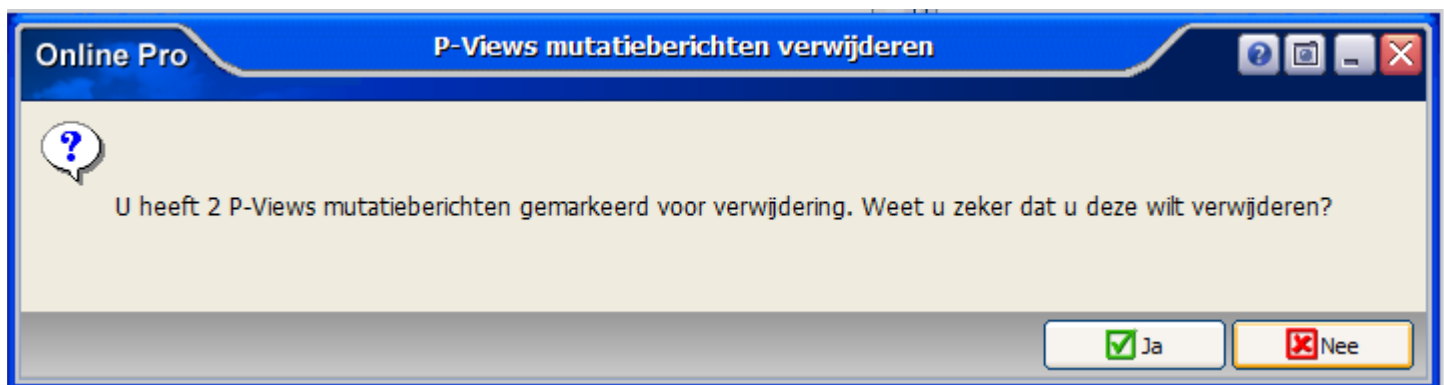 Online Pro
P-Views mutatieberichten verwijderen
U heeft 2 P-Views mutatieberichten gemarkeerd voor verwijdering. Weet u zeker dat u deze wilt verwijderen?
Ja
Nee